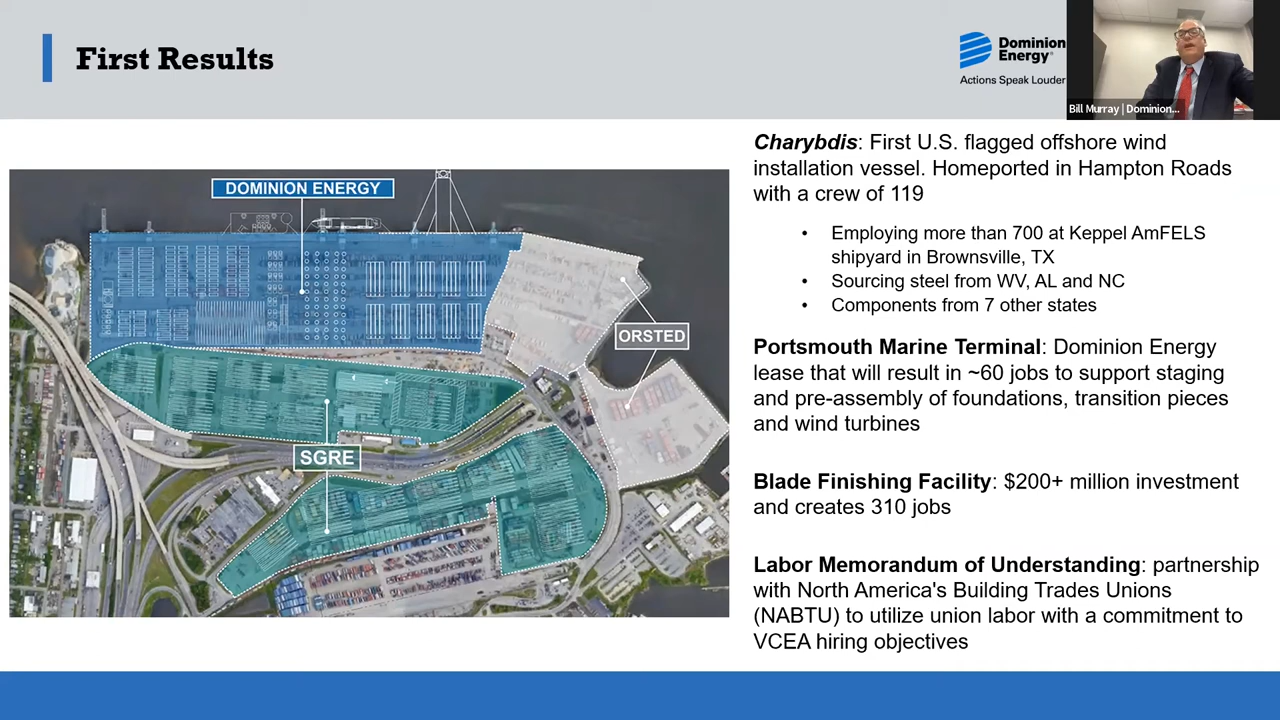 First Results
Dominion
Energy®
Actions Speak Louder
Bill Murray | Dominion...
DOMINION ENERGY
ORSTED
SGRE
Charybdis: First U.S. flagged offshore wind
installation vessel. Homeported in Hampton Roads
with a crew of 119
• Employing more than 700 at Keppel AmFELS
shipyard in Brownsville, TX
• Sourcing steel from WV, AL and NC
• Components from 7 other states
Portsmouth Marine Terminal: Dominion Energy
lease that will result in ~60 jobs to support staging
and pre-assembly of foundations, transition pieces
and wind turbines
Blade Finishing Facility: $200+ million investment
and creates 310 jobs
Labor Memorandum of Understanding: partnership
with North America's Building Trades Unions
(NABTU) to utilize union labor with a commitment to
VCEA hiring objectives